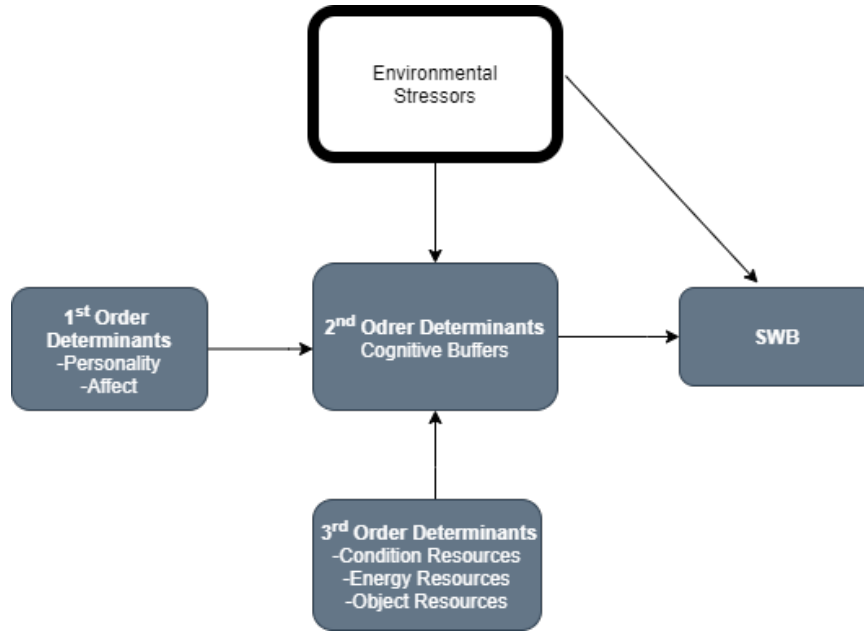 Environmental
Stressors
1st Order
Determinants
-Personality
-Affect
2nd Odrer Determinants
Cognitive Buffers
SWB
3rd Order Determinants
-Condition Resources
-Energy Resources
-Object Resources